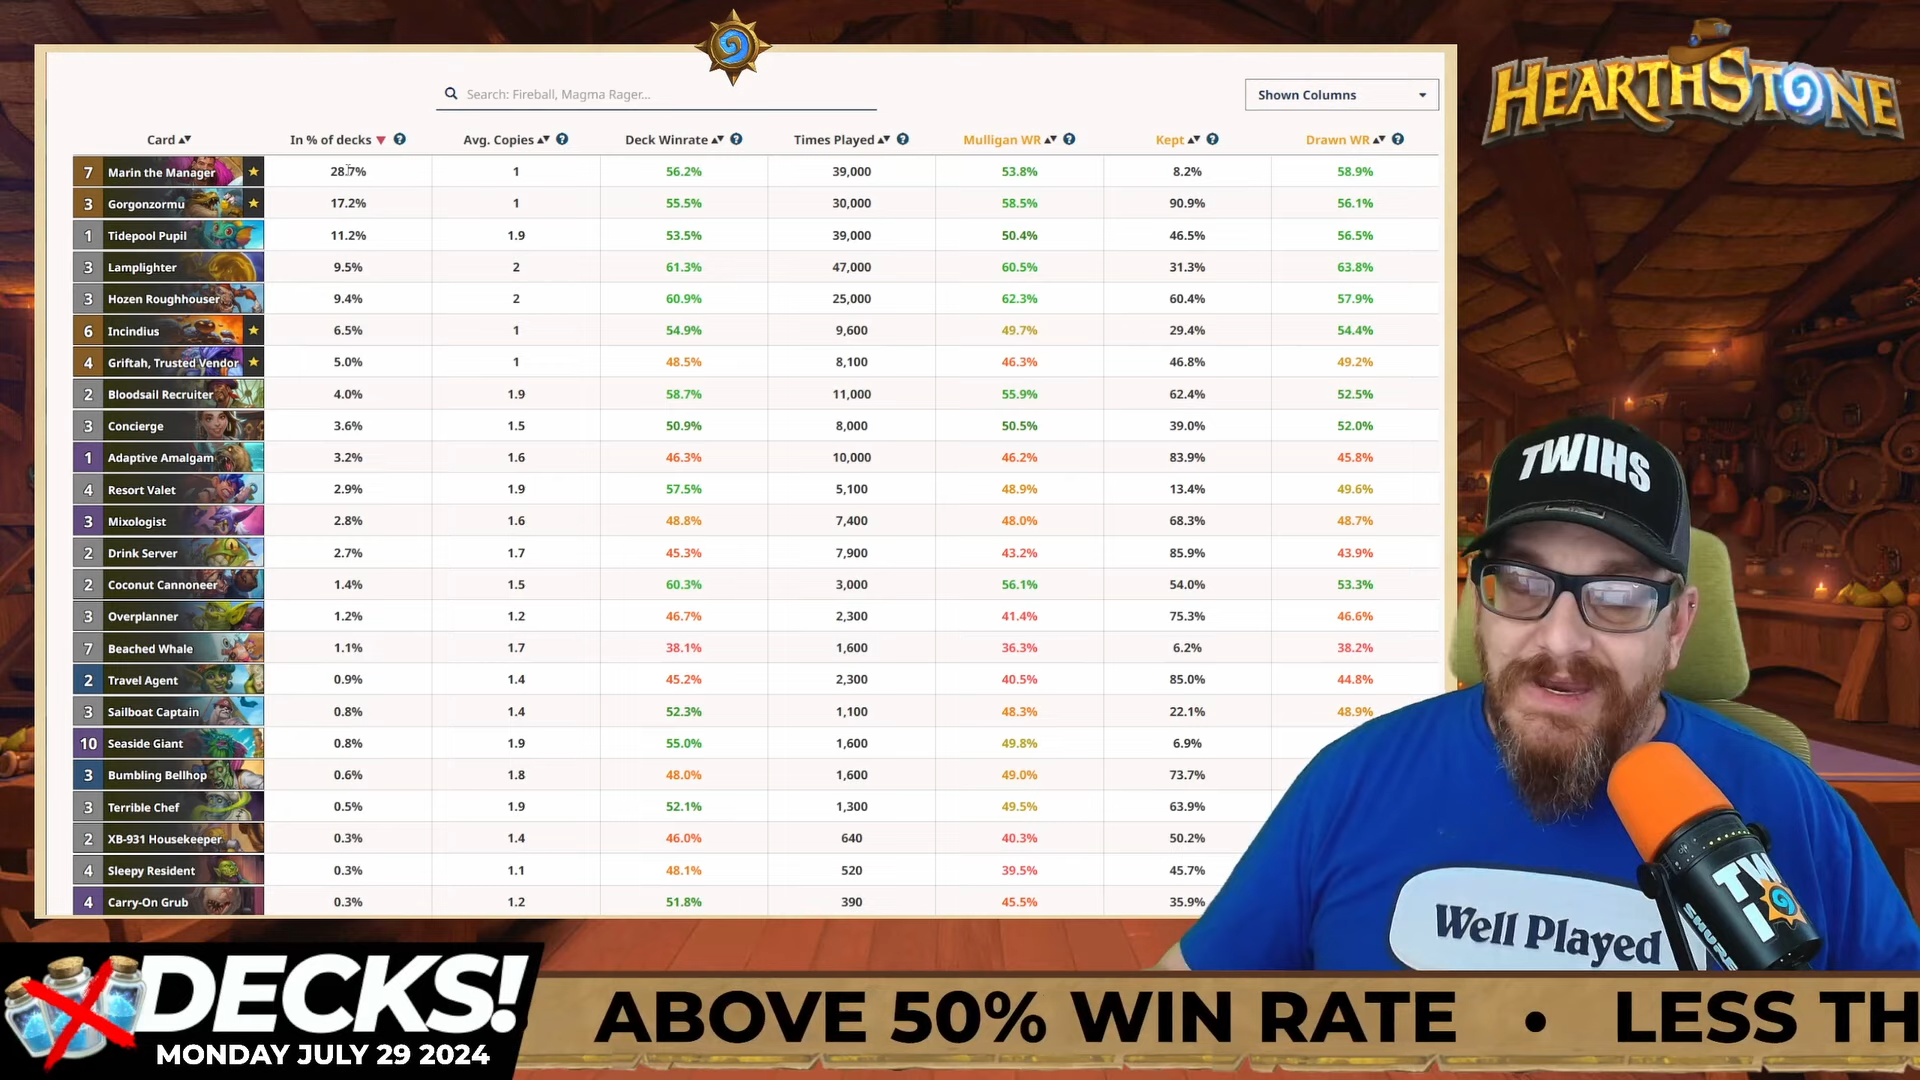 HEARTHSTONE
Search: Fireball, Magma Rager...
Shown Columns
Card In % of decks ? Avg. Copies ? Deck Winrate ? Times Played ? Mulligan WR ? Kept ? Drawn WR ?
7 Marin the Manager 28.7% 1 56.2% 39,000 53.8% 8.2% 58.9%
3 Gorgonzormu 17.2% 1 55.5% 30,000 58.5% 90.9% 56.1%
1 Tidepool Pupil 11.2% 1.9 53.5% 39,000 50.4% 46.5% 56.5%
3 Lamplighter 9.5% 2 61.3% 47,000 60.5% 31.3% 63.8%
3 Hozen Roughhouser 9.4% 2 60.9% 25,000 62.3% 60.4% 57.9%
6 Incindius 6.5% 1 54.9% 9,600 49.7% 29.4% 54.4%
4 Griftah, Trusted Vendor 5.0% 1 48.5% 8,100 46.3% 46.8% 49.2%
2 Bloodsail Recruiter 4.0% 1.9 58.7% 11,000 55.9% 62.4% 52.5%
3 Concierge 3.6% 1.5 50.9% 8,000 50.5% 39.0% 52.0%
1 Adaptive Amalgam 3.2% 1.6 46.3% 10,000 46.2% 83.9% 45.8%
4 Resort Valet 2.9% 1.9 57.5% 5,100 48.9% 13.4% 49.6%
3 Mixologist 2.8% 1.6 48.8% 7,400 48.0% 68.3% 48.7%
2 Drink Server 2.7% 1.7 45.3% 7,900 43.2% 85.9% 43.9%
2 Coconut Cannoneer 1.4% 1.5 60.3% 3,000 56.1% 54.0% 53.3%
3 Overplanner 1.2% 1.2 46.7% 2,300 41.4% 75.3% 46.6%
7 Beached Whale 1.1% 1.7 38.1% 1,600 36.3% 6.2% 38.2%
2 Travel Agent 0.9% 1.4 45.2% 2,300 40.5% 85.0% 44.8%
3 Sailboat Captain 0.8% 1.4 52.3% 1,100 48.3% 22.1% 48.9%
10 Seaside Giant 0.8% 1.9 55.0% 1,600 49.8% 6.9%
3 Bumbling Bellhop 0.6% 1.8 48.0% 1,600 49.0% 73.7%
3 Terrible Chef 0.5% 1.9 52.1% 1,300 49.5% 63.9%
2 XB-931 Housekeeper 0.3% 1.4 46.0% 640 40.3% 50.2%
4 Sleepy Resident 0.3% 1.1 48.1% 520 39.5% 45.7%
4 Carry-On Grub 0.3% 1.2 51.8% 390 45.5% 35.9%
TWIHS
Well Played
TW
I
SHURE
DECKS!
MONDAY JULY 29 2024
ABOVE 50% WIN RATE • LESS TH